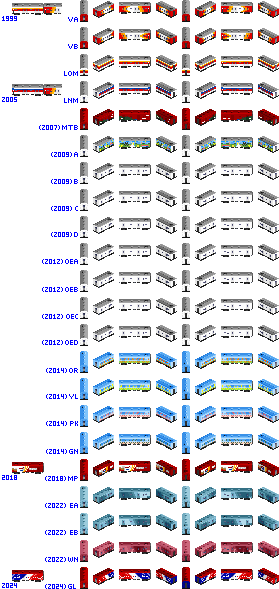 1999
VA
VB
LOM
2005
LNM
(2007) MTB
(2009) A
(2009) B
(2009) C
(2009) D
(2012) OEA
(2012) OEB
(2012) OEC
(2012) OED
(2014) OR
(2014) YL
(2014) PK
(2014) GN
2018
(2018) MP
(2022) EA
(2022) EB
(2022) WN
2024
(2024) GL